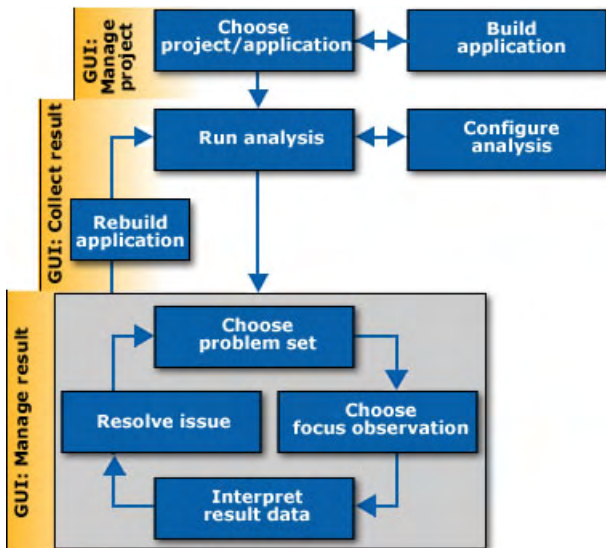 GUI:
Manage
project
Choose
project/application
Build
application
GUI: Collect result
Run analysis
Configure
analysis
Rebuild
application
GUI: Manage result
Choose
problem set
Resolve issue
Choose
focus observation
Interpret
result data